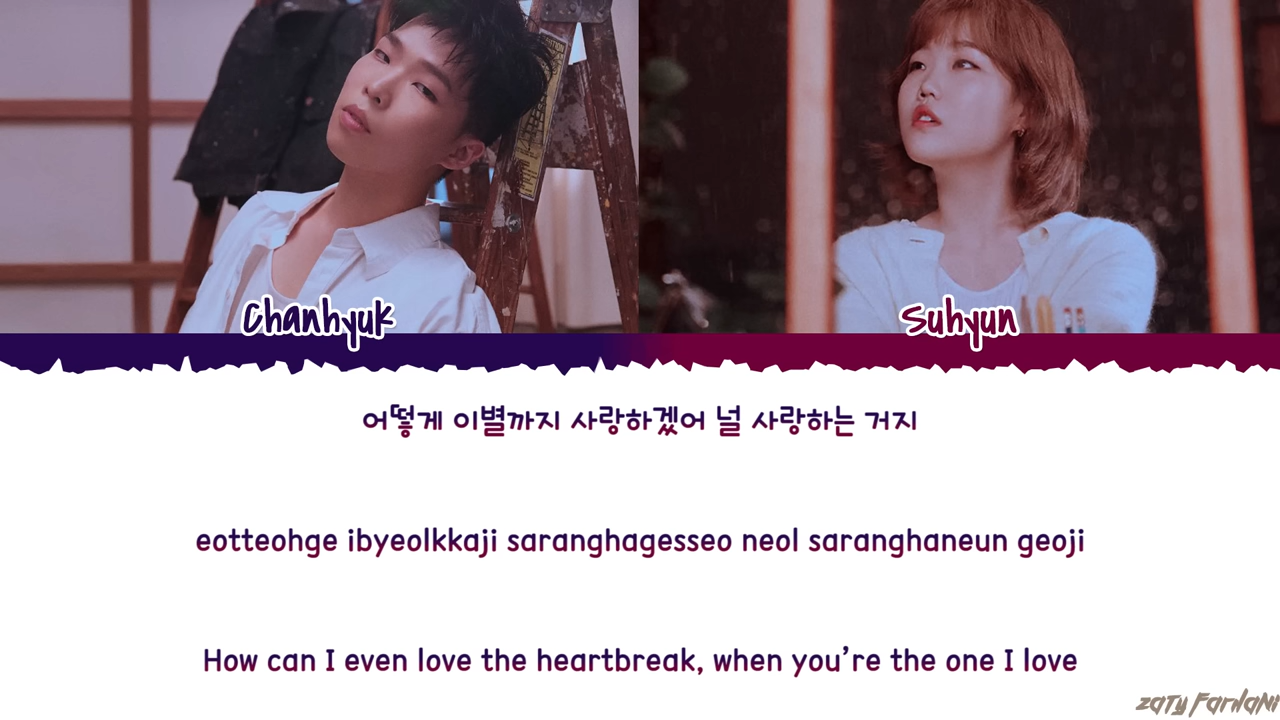 Chanhyuk
Suhyun
어떻게 이별까지 사랑하겠어 널 사랑하는 거지
eotteohge ibyeolkkaji saranghagesseo neol saranghaneun geoji
How can I even love the heartbreak, when you’re the one I love